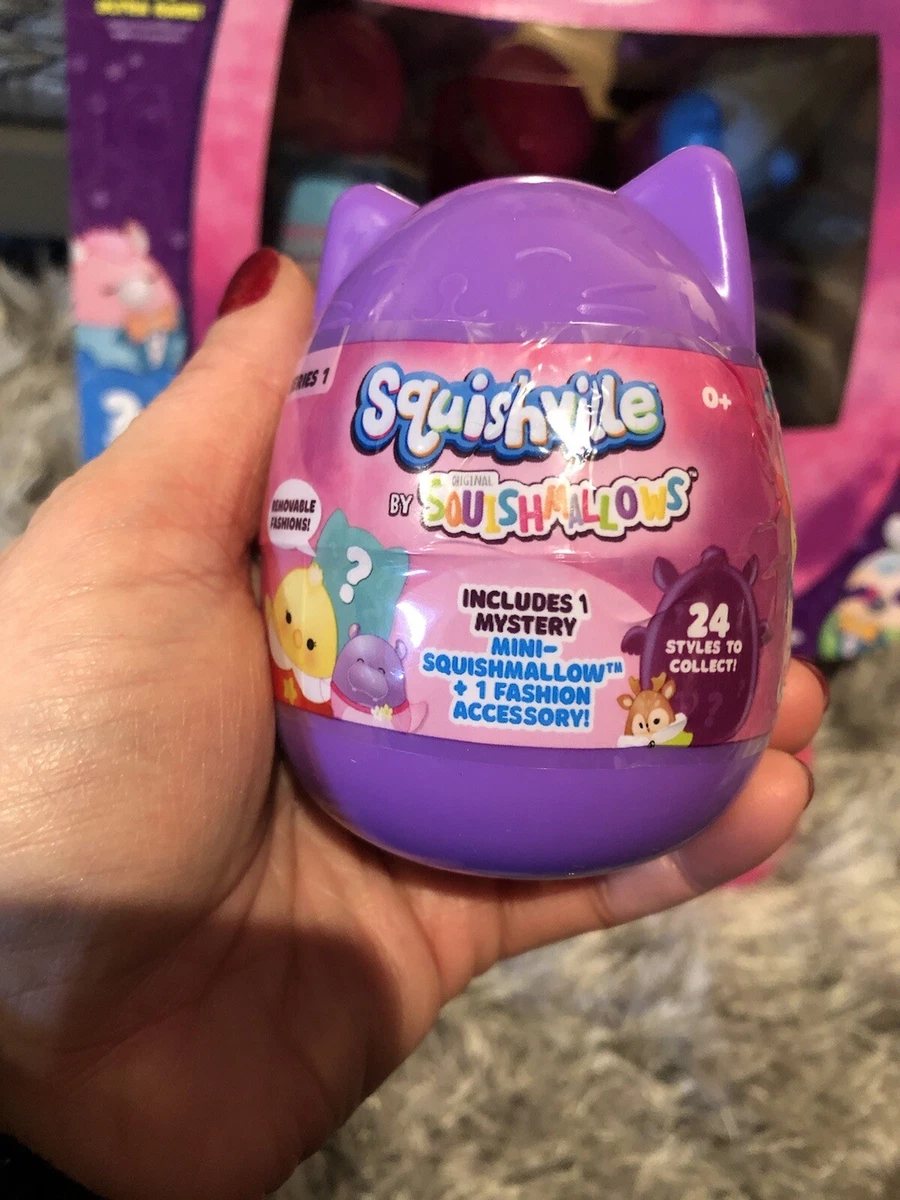 SERIES 1
Squishville™
0+
BY ORIGINAL SQUISHMALLOWS™
REMOVABLE
FASHIONS!
?
INCLUDES 1
MYSTERY
MINI-
SQUISHMALLOW™
+ 1 FASHION
ACCESSORY!
24
STYLES TO
COLLECT!